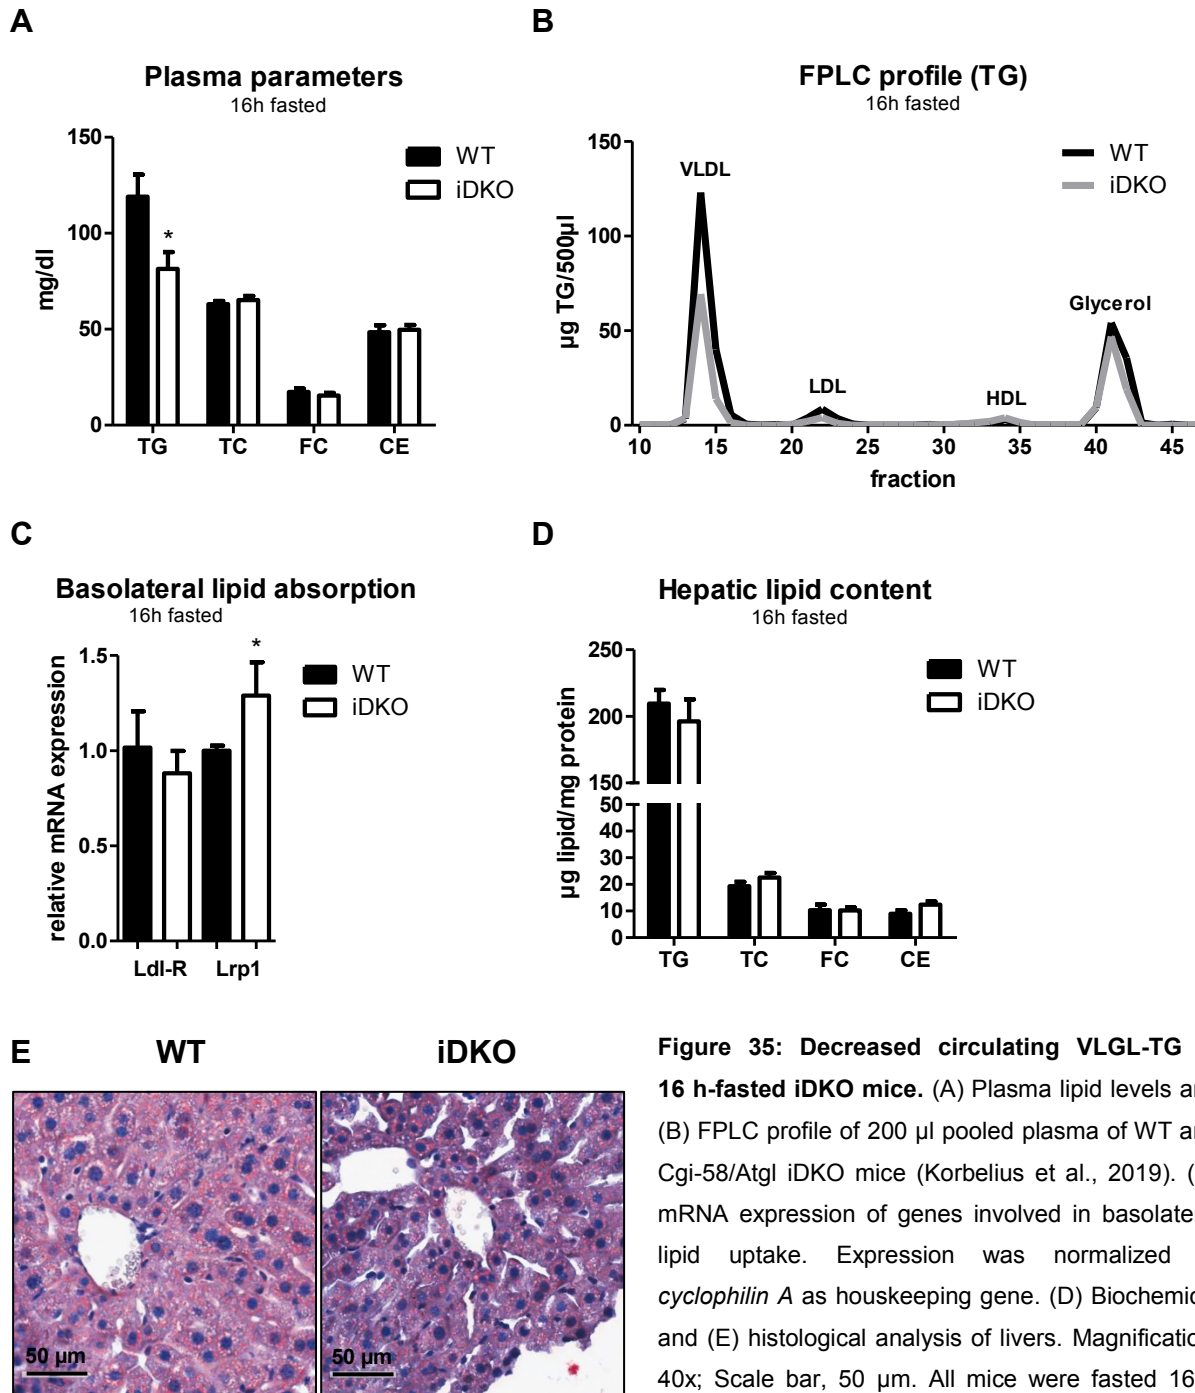 A
Plasma parameters
16h fasted
150
100
50
0
mg/dl
WT
iDKO
*
TG TC FC CE
B
FPLC profile (TG)
16h fasted
150
100
50
0
µg TG/500µl
WT
iDKO
VLDL
LDL
HDL
Glycerol
10 15 20 25 30 35 40 45
fraction
C
Basolateral lipid absorption
16h fasted
1.5
1.0
0.5
0.0
relative mRNA expression
*
WT
iDKO
Ldl-R Lrp1
D
Hepatic lipid content
16h fasted
250
200
150
50
40
30
20
10
0
µg lipid/mg protein
WT
iDKO
TG TC FC CE
E WT iDKO
50 µm
50 µm
Figure 35: Decreased circulating VLGL-TG
16 h-fasted iDKO mice. (A) Plasma lipid levels
(B) FPLC profile of 200 µl pooled plasma of WT
Cgi-58/Atgl iDKO mice (Korbelius et al., 2019).
mRNA expression of genes involved in
lipid uptake. Expression was normalized
cyclophilin A as houskeeping gene. (D)
and (E) histological analysis of livers.
40x; Scale bar, 50 µm. All mice were fasted 16